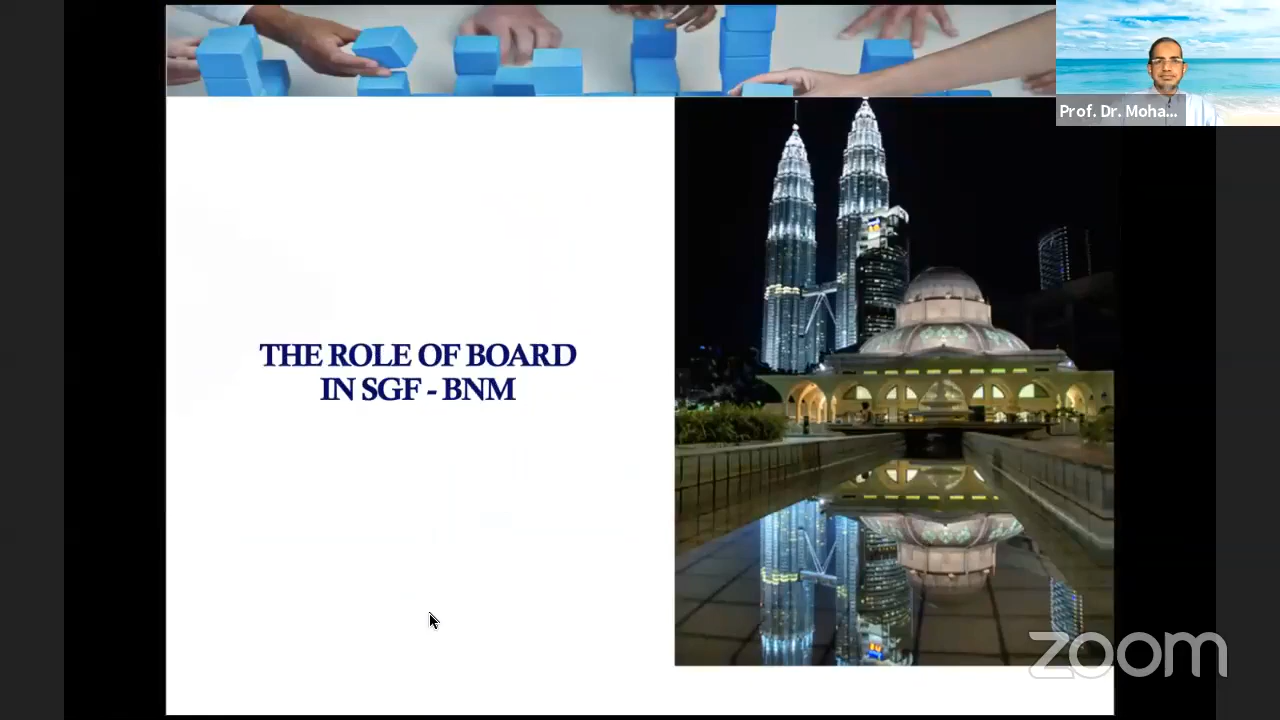 Prof. Dr. Moha...
THE ROLE OF BOARD
IN SGF - BNM
zoom